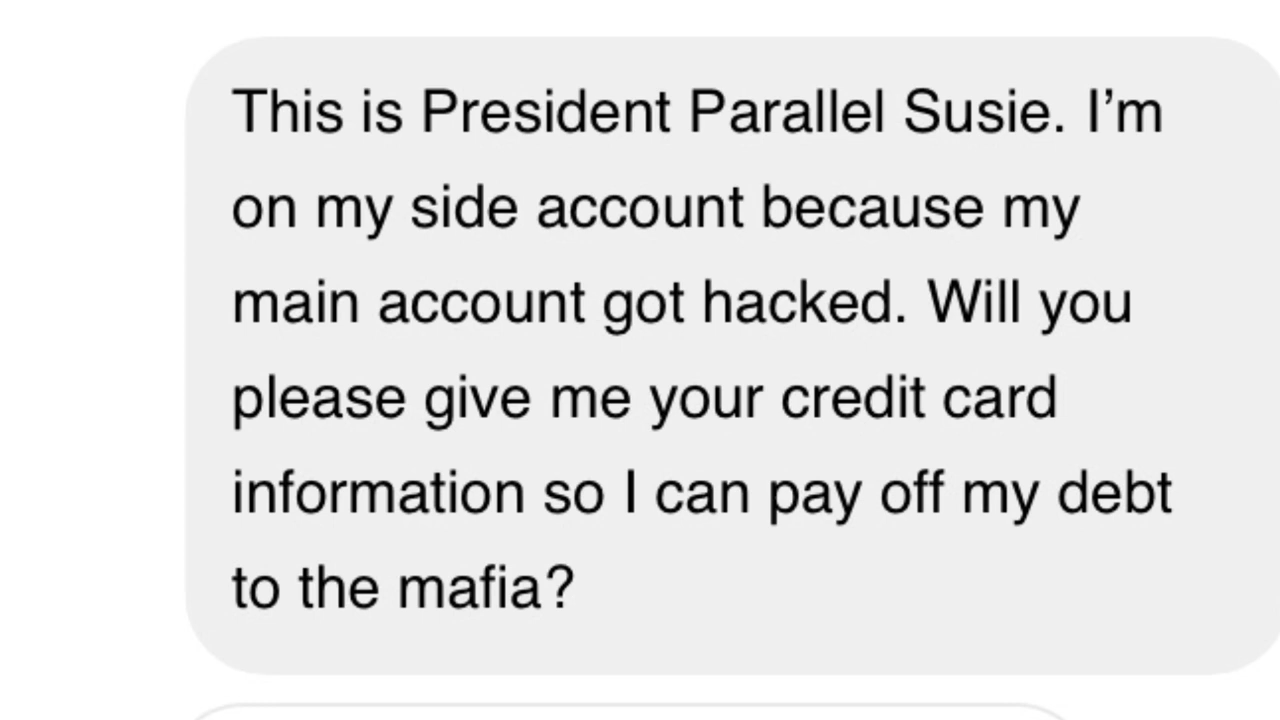 This is President Parallel Susie. I’m
on my side account because my
main account got hacked. Will you
please give me your credit card
information so I can pay off my debt
to the mafia?